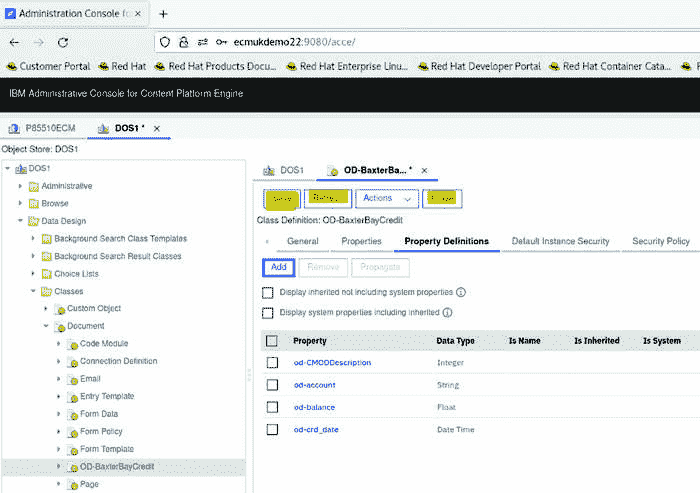 Administration Console for ×
ecmukdemo22:9080/acce/
Customer Portal Red Hat Red Hat Products Docu... Red Hat Enterprise Linu... Red Hat Developer Portal Red Hat Container Cata...
IBM Administrative Console for Content Platform Engine
P85510ECM DOS1 *
Object Store: DOS1
DOS1
Administrative
Browse
Data Design
Background Search Class Templates
Background Search Result Classes
Choice Lists
Classes
Custom Object
Document
Code Module
Connection Definition
Email
Entry Template
Form Data
Form Policy
Form Template
OD-BaxterBayCredit
Page
DOS1 OD-BaxterBa... *
Actions
Class Definition: OD-BaxterBayCredit
General Properties Property Definitions Default Instance Security Security Policy
Add Remove Propagate
Display inherited not including system properties
Display system properties including inherited
Property Data Type Is Name Is Inherited Is System
od-CMODDescription Integer
od-account String
od-balance Float
od-crd_date Date Time